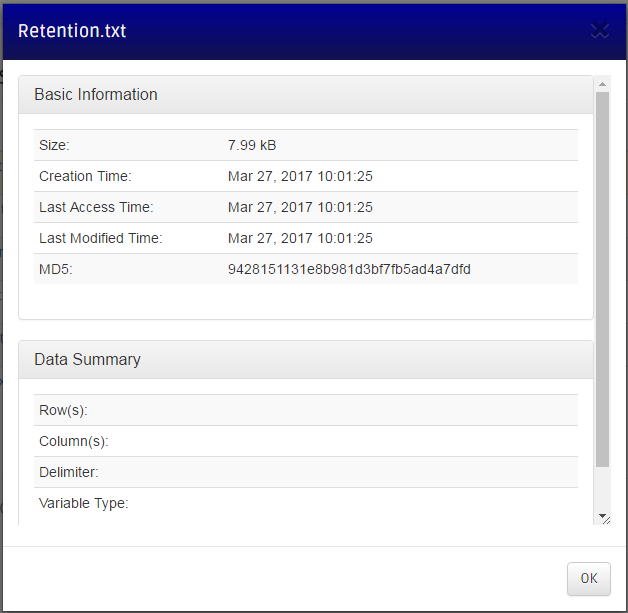 Retention.txt
Basic Information
Size: 7.99 kB
Creation Time: Mar 27, 2017 10:01:25
Last Access Time: Mar 27, 2017 10:01:25
Last Modified Time: Mar 27, 2017 10:01:25
MD5: 9428151131e8b981d3bf7fb5ad4a7dfd
Data Summary
Row(s):
Column(s):
Delimiter:
Variable Type:
OK